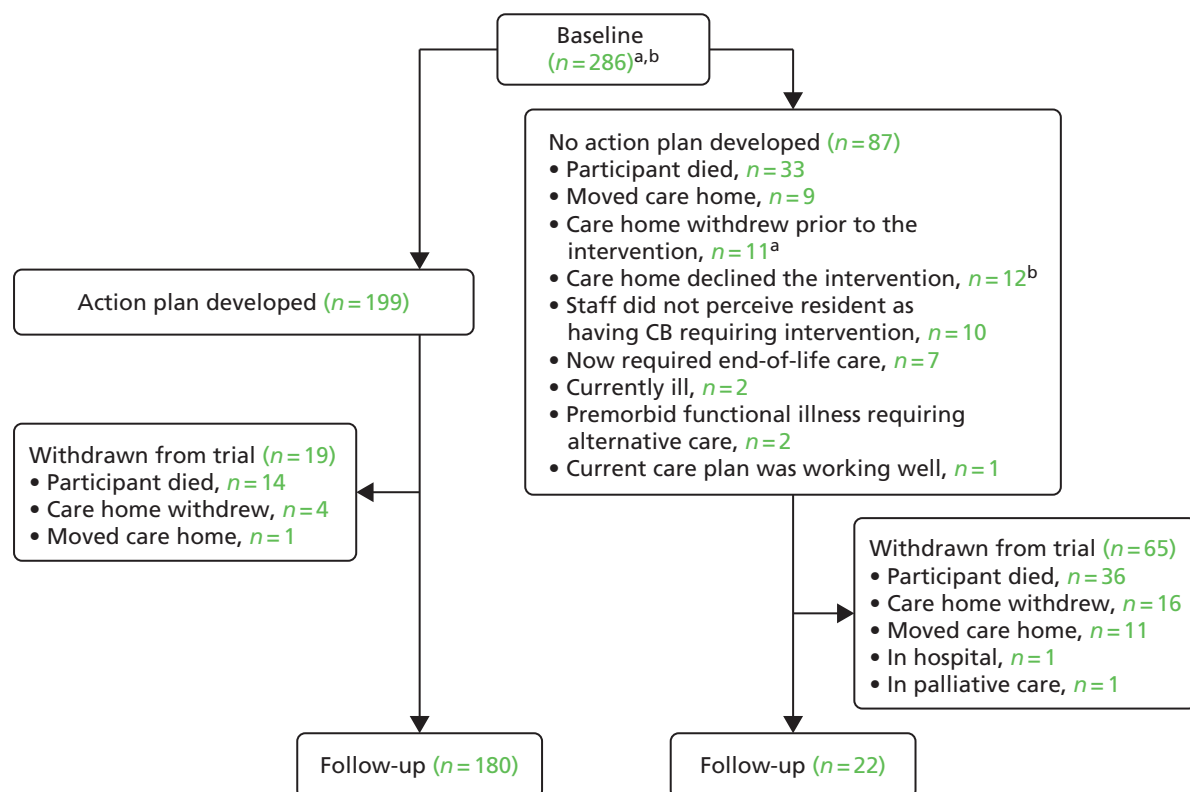 Baseline
(n=286)a,b
No action plan developed (n=87)
• Participant died, n=33
• Moved care home, n=9
• Care home withdrew prior to the
intervention, n=11a
• Care home declined the intervention, n=12b
• Staff did not perceive resident as
having CB requiring intervention, n=10
• Now required end-of-life care, n=7
• Currently ill, n=2
• Premorbid functional illness requiring
alternative care, n=2
• Current care plan was working well, n=1
Action plan developed (n=199)
Withdrawn from trial (n=19)
• Participant died, n=14
• Care home withdrew, n=4
• Moved care home, n=1
Withdrawn from trial (n=65)
• Participant died, n=36
• Care home withdrew, n=16
• Moved care home, n=11
• In hospital, n=1
• In palliative care, n=1
Follow-up (n=180)
Follow-up (n=22)